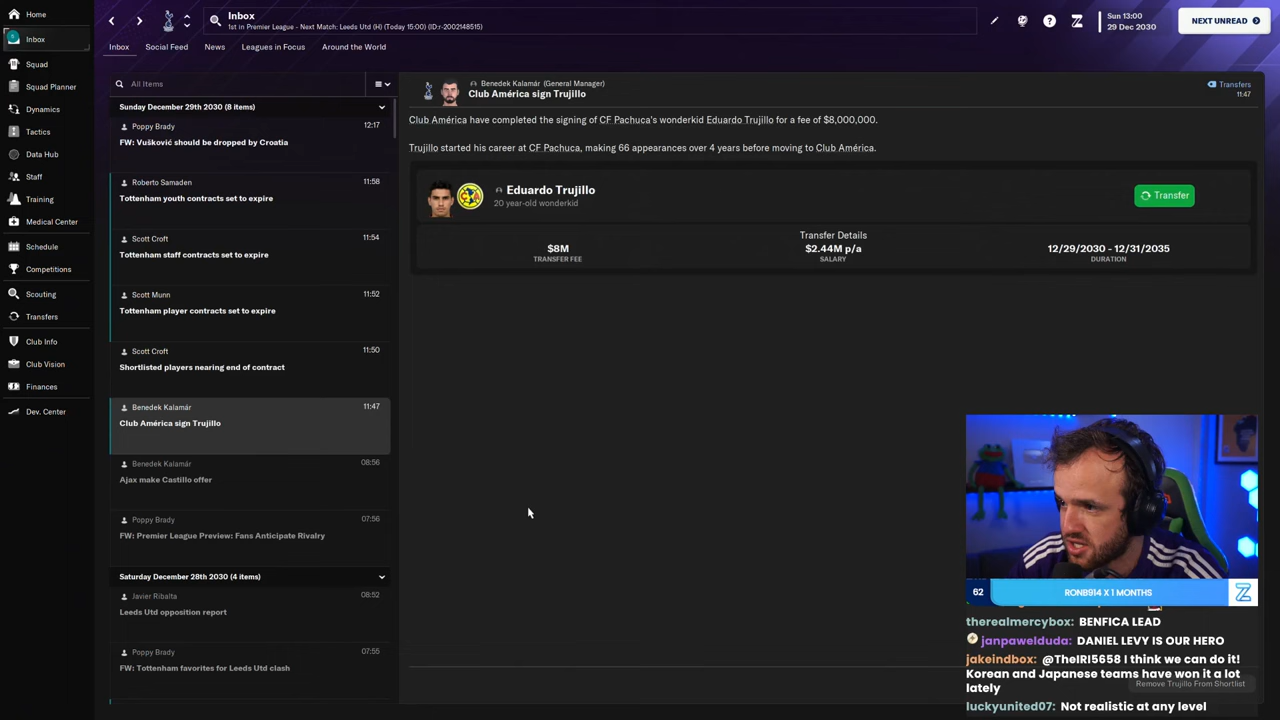 Home
Inbox
Squad
Squad Planner
Dynamics
Tactics
Data Hub
Staff
Training
Medical Center
Schedule
Competitions
Scouting
Transfers
Club Info
Club Vision
Finances
Dev. Center
Inbox
1st in Premier League - Next Match: Leeds Utd (H) (Today 15:00) (ID:r-2002148515)
Sun 13:00
29 Dec 2030
NEXT UNREAD
Inbox
Social Feed
News
Leagues in Focus
Around the World
All Items
Sunday December 29th 2030 (8 items)
Poppy Brady 12:17
FW: Vušković should be dropped by Croatia
Roberto Samaden 11:58
Tottenham youth contracts set to expire
Scott Croft 11:54
Tottenham staff contracts set to expire
Scott Munn 11:52
Tottenham player contracts set to expire
Scott Croft 11:50
Shortlisted players nearing end of contract
Benedek Kalamár 11:47
Club América sign Trujillo
Benedek Kalamár 08:56
Ajax make Castillo offer
Poppy Brady 07:56
FW: Premier League Preview: Fans Anticipate Rivalry
Saturday December 28th 2030 (4 items)
Javier Ribalta 08:52
Leeds Utd opposition report
Poppy Brady 07:55
FW: Tottenham favorites for Leeds Utd clash
Benedek Kalamár (General Manager)
Club América sign Trujillo
Transfers
11:47
Club América have completed the signing of CF Pachuca's wonderkid Eduardo Trujillo for a fee of $8,000,000.
Trujillo started his career at CF Pachuca, making 66 appearances over 4 years before moving to Club América.
Eduardo Trujillo
20 year-old wonderkid
Transfer
Transfer Details
$8M
TRANSFER FEE
$2.44M p/a
SALARY
12/29/2030 - 12/31/2035
DURATION
62
RONB914 X 1 MONTHS
therealmercybox: BENFICA LEAD
janpawelduda: DANIEL LEVY IS OUR HERO
jakeindbox: @TheIRI5658 I think we can do it!
Korean and Japanese teams have won it a lot
lately
Remove Trujillo From Shortlist
luckyunited07: Not realistic at any level